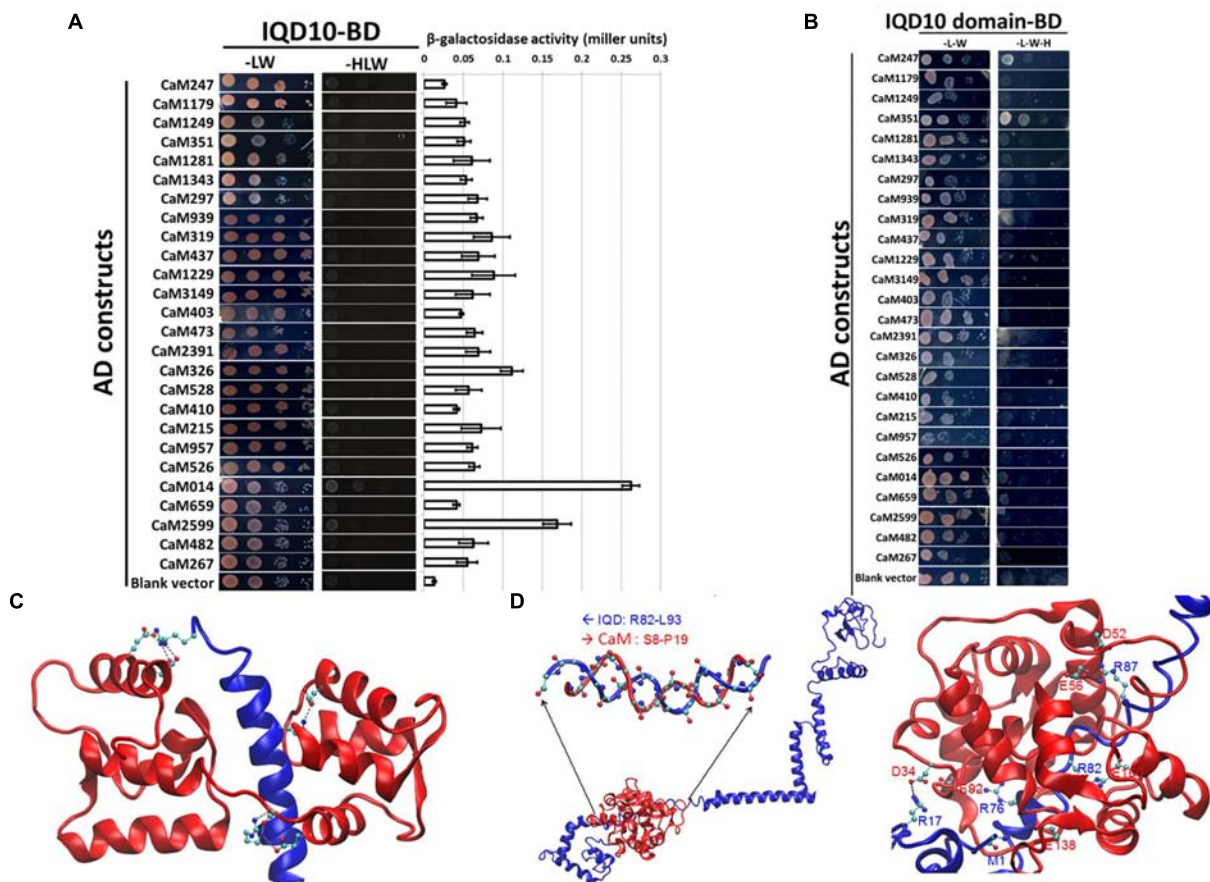 A
IQD10-BD
-LW
-HLW
β-galactosidase activity (miller units)
0 0.05 0.1 0.15 0.2 0.25 0.3
AD constructs
CaM247
CaM1179
CaM1249
CaM351
CaM1281
CaM1343
CaM297
CaM939
CaM319
CaM437
CaM1229
CaM3149
CaM403
CaM473
CaM2391
CaM326
CaM528
CaM410
CaM215
CaM957
CaM526
CaM014
CaM659
CaM2599
CaM482
CaM267
Blank vector
B
IQD10 domain-BD
-L-W
-L-W-H
AD constructs
CaM247
CaM1179
CaM1249
CaM351
CaM1281
CaM1343
CaM297
CaM939
CaM319
CaM437
CaM1229
CaM3149
CaM403
CaM473
CaM2391
CaM326
CaM528
CaM410
CaM215
CaM957
CaM526
CaM014
CaM659
CaM2599
CaM482
CaM267
Blank vector
C
D
← IQD: R82-L93
→ CaM : S8-P19
D52
R87
E56
D34
E92
R82
R76
R17
M1
E138